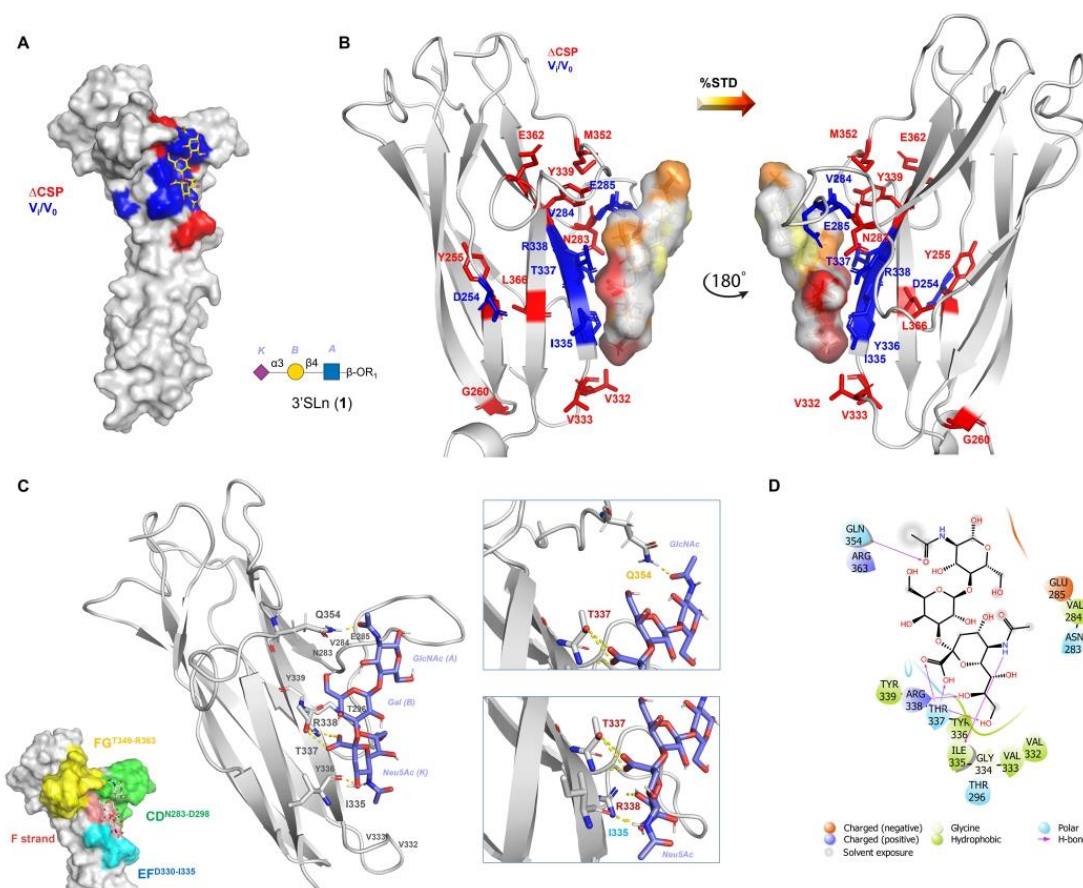 A
ΔCSP
Vi/V0
K
B
A
α3
β4
β-OR1
3'SLn (1)
B
ΔCSP
Vi/V0
%STD
180°
E362
M352
Y339
E285
V284
N283
R338
T337
Y255
L366
D254
I335
G260
V332
V333
M352
E362
V284
Y339
E285
N283
T337
R338
Y255
D254
L366
Y336
I335
V332
V333
G260
C
Q354
E285
V284
N283
GlcNAc (A)
Y339
Gal (B)
T296
R338
T337
Neu5Ac (K)
Y336
I335
V333
V332
FG T349-R363
CD N283-D298
F strand
EF D330-I335
GlcNAc
Q354
T337
T337
R338
I335
Neu5Ac
D
GLN
354
ARG
363
GLU
285
VAL
284
ASN
283
TYR
339
ARG
338
THR
337
TYR
336
ILE
335
GLY
334
VAL
333
VAL
332
THR
296
Charged (negative)
Charged (positive)
Solvent exposure
Glycine
Hydrophobic
Polar
H-bond